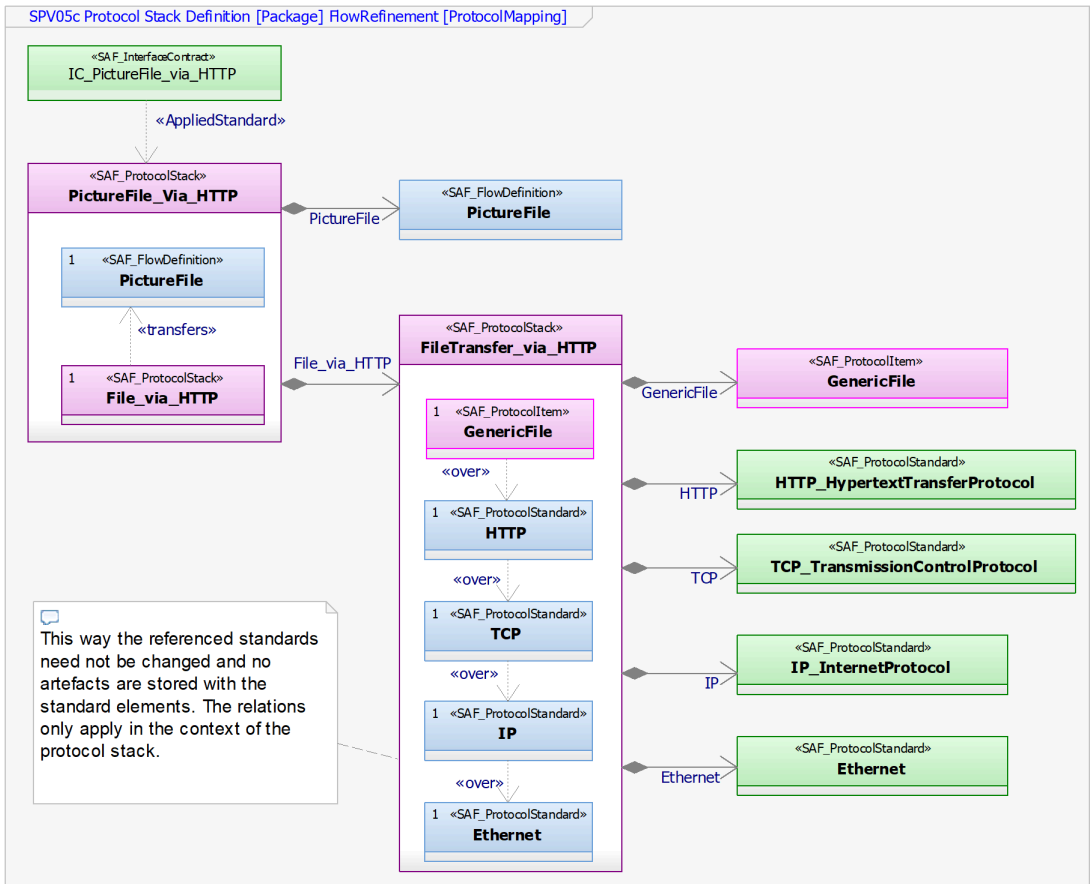 SPV05c Protocol Stack Definition [Package] FlowRefinement [ProtocolMapping]
«SAF_InterfaceContract»
IC_PictureFile_via_HTTP
«AppliedStandard»
«SAF_ProtocolStack»
PictureFile_Via_HTTP
1 «SAF_FlowDefinition»
PictureFile
«transfers»
1 «SAF_ProtocolStack»
File_via_HTTP
PictureFile
«SAF_FlowDefinition»
PictureFile
File_via_HTTP
«SAF_ProtocolStack»
FileTransfer_via_HTTP
1 «SAF_ProtocolItem»
GenericFile
«over»
1 «SAF_ProtocolStandard»
HTTP
«over»
1 «SAF_ProtocolStandard»
TCP
«over»
1 «SAF_ProtocolStandard»
IP
«over»
1 «SAF_ProtocolStandard»
Ethernet
GenericFile
«SAF_ProtocolItem»
GenericFile
HTTP
«SAF_ProtocolStandard»
HTTP_HypertextTransferProtocol
TCP
«SAF_ProtocolStandard»
TCP_TransmissionControlProtocol
IP
«SAF_ProtocolStandard»
IP_InternetProtocol
Ethernet
«SAF_ProtocolStandard»
Ethernet
This way the referenced standards
need not be changed and no
artefacts are stored with the
standard elements. The relations
only apply in the context of the
protocol stack.